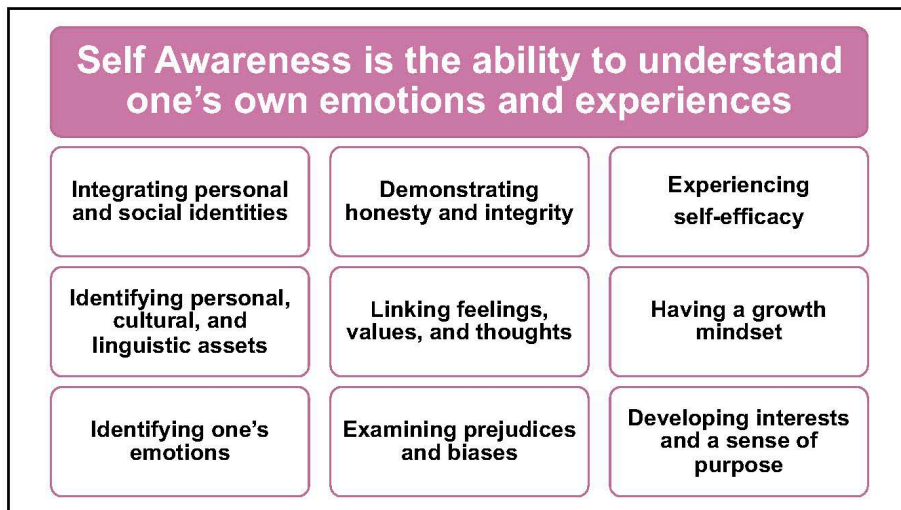 Self Awareness is the ability to understand
one’s own emotions and experiences
Integrating personal
and social identities
Demonstrating
honesty and integrity
Experiencing
self-efficacy
Identifying personal,
cultural, and
linguistic assets
Linking feelings,
values, and thoughts
Having a growth
mindset
Identifying one’s
emotions
Examining prejudices
and biases
Developing interests
and a sense of
purpose